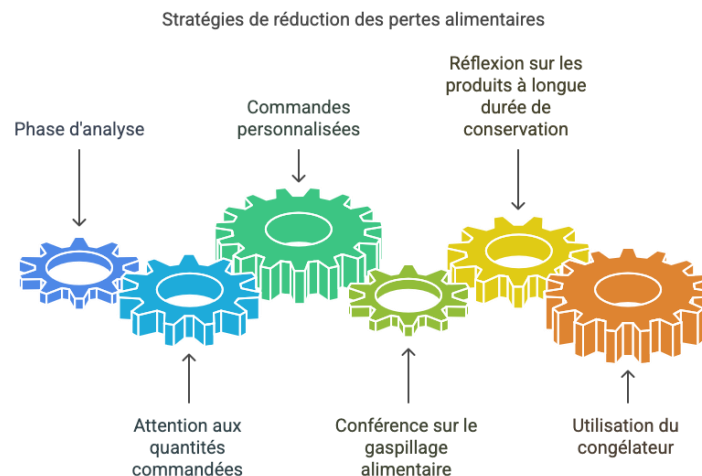 Stratégies de réduction des pertes alimentaires
Phase d'analyse
Commandes
personnalisées
Réflexion sur les
produits à longue
durée de
conservation
Attention aux
quantités
commandées
Conférence sur le
gaspillage
alimentaire
Utilisation du
congélateur